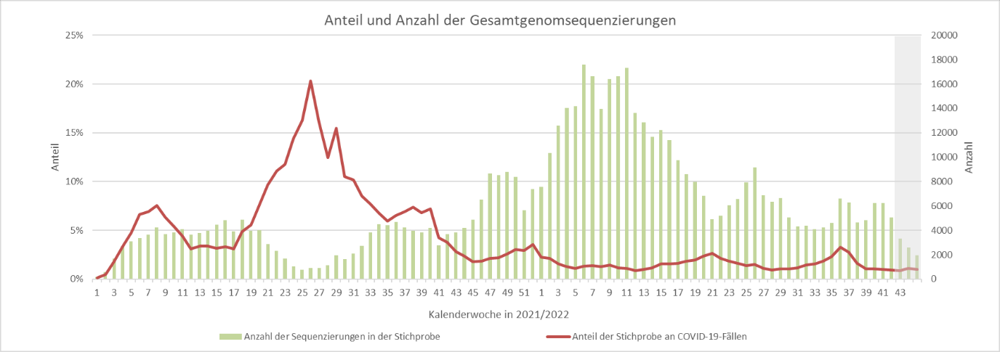 Anteil und Anzahl der Gesamtgenomsequenzierungen
25% 20000
18000
20% 16000
14000
15% 12000
Anteil
10000
Anzahl
10% 8000
6000
5% 4000
2000
0% 0
1 3 5 7 9 11 13 15 17 19 21 23 25 27 29 31 33 35 37 39 41 43 45 47 49 51 1 3 5 7 9 11 13 15 17 19 21 23 25 27 29 31 33 35 37 39 41 43
Kalenderwoche in 2021/2022
Anzahl der Sequenzierungen in der Stichprobe Anteil der Stichprobe an COVID-19-Fällen